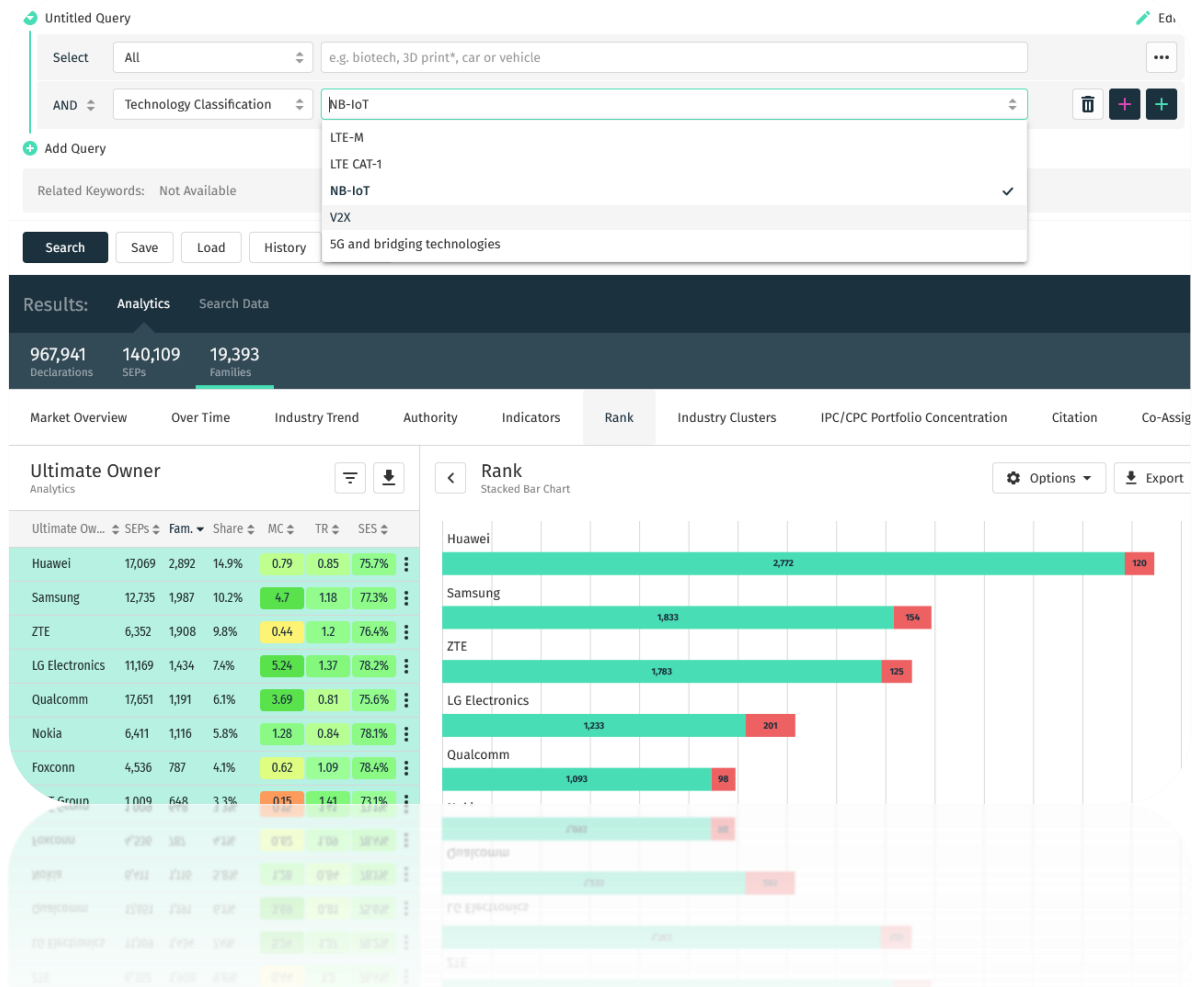 Untitled Query
Select All e.g. biotech, 3D print*, car or vehicle
AND Technology Classification NB-IoT
LTE-M
Add Query
LTE CAT-1
Related Keywords: Not Available
NB-IoT
V2X
Search Save Load History
5G and bridging technologies
Results: Analytics Search Data
967,941 140,109 19,393
Declarations SEPs Families
Market Overview Over Time Industry Trend Authority Indicators Rank Industry Clusters IPC/CPC Portfolio Concentration Citation Co-Assig
Ultimate Owner
Analytics
Rank
Stacked Bar Chart
Options Export
Ultimate Ow... SEPs Fam. Share MC TR SES
Huawei 17,069 2,892 14.9% 0.79 0.85 75.7%
Samsung 12,735 1,987 10.2% 4.7 1.18 77.3%
ZTE 6,352 1,908 9.8% 0.44 1.2 76.4%
LG Electronics 11,169 1,434 7.4% 5.24 1.37 78.2%
Qualcomm 17,651 1,191 6.1% 3.69 0.81 75.6%
Nokia 6,411 1,116 5.8% 1.28 0.84 78.1%
Foxconn 4,536 787 4.1% 0.62 1.09 78.4%
Group 1,009 648 3.3% 0.15 1.41 73.1%
Huawei
2,772 120
Samsung
1,833 154
ZTE
1,783 125
LG Electronics
1,233 201
Qualcomm
1,093 98